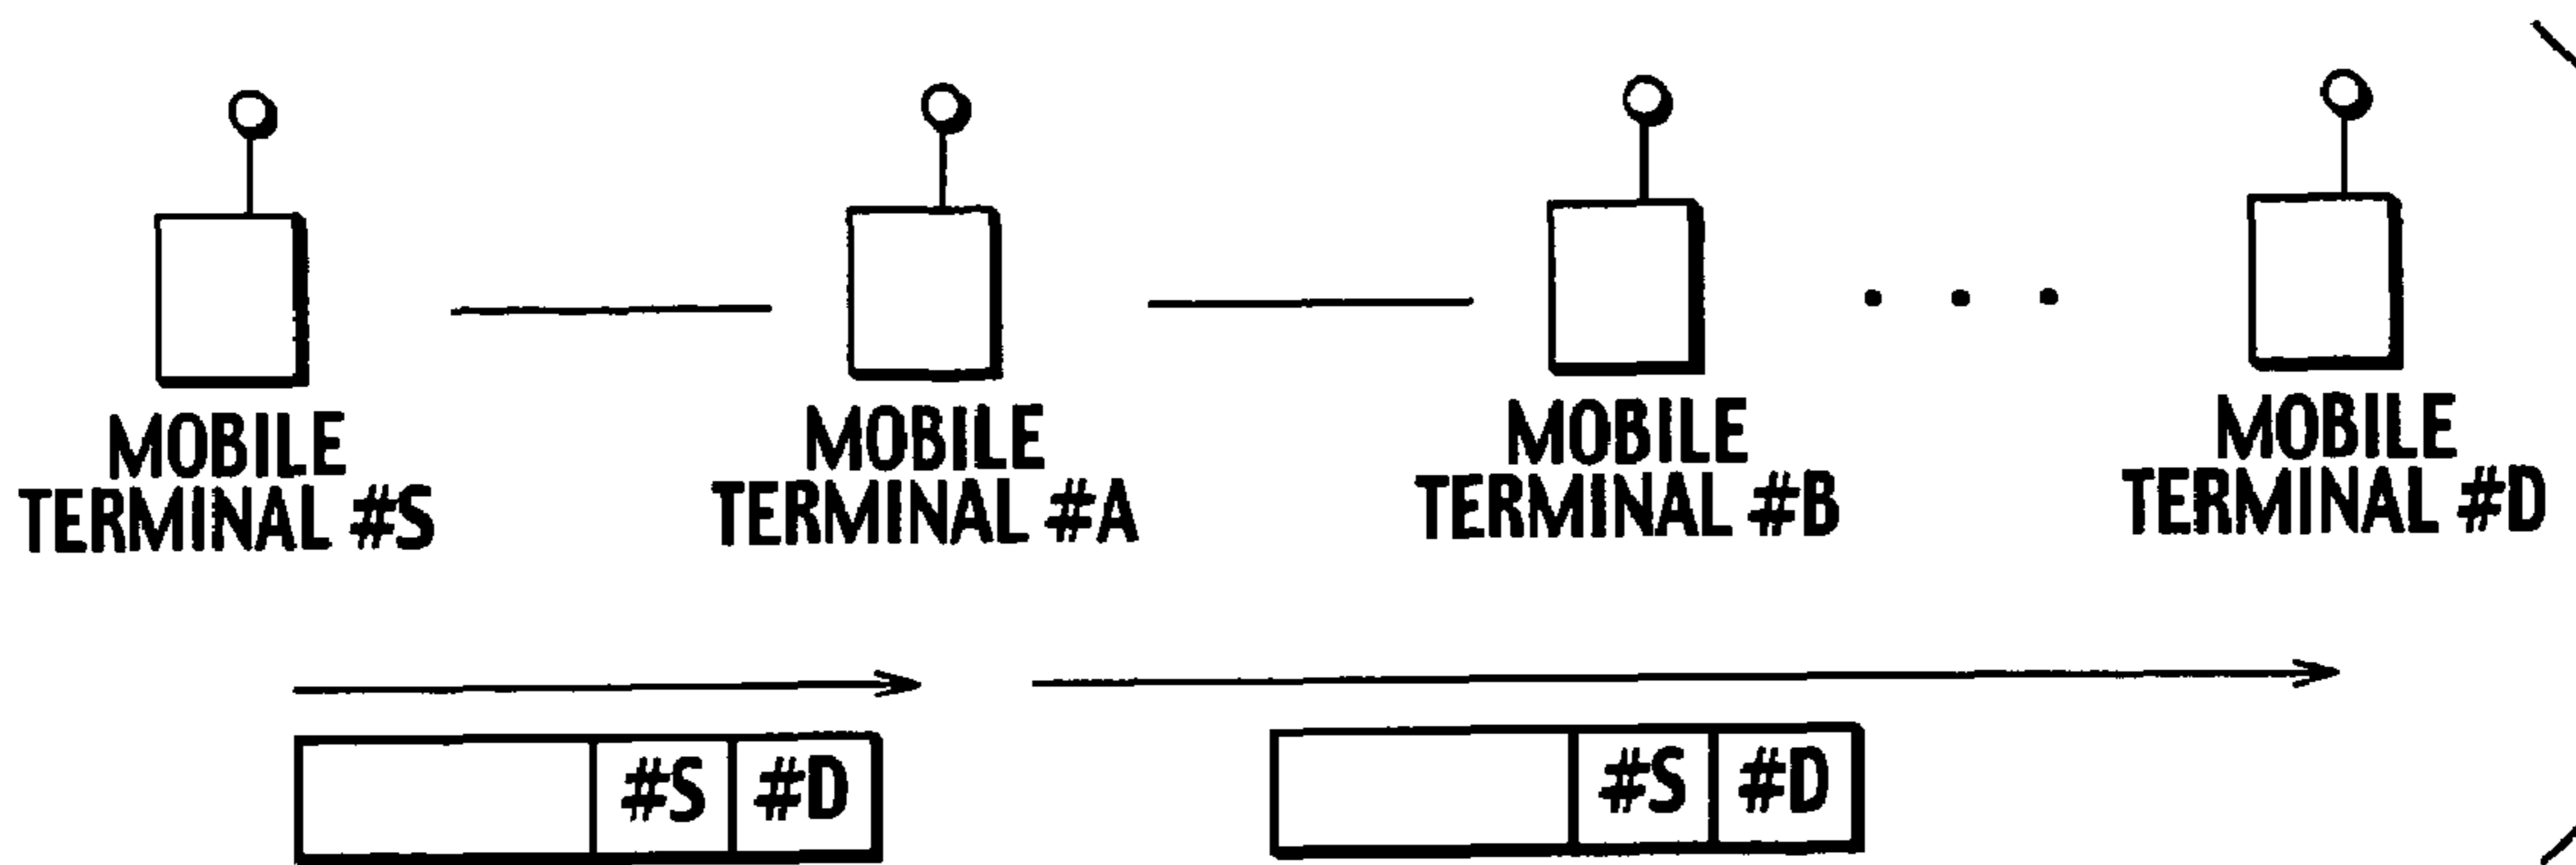 MOBILE
TERMINAL #S
MOBILE
TERMINAL #A
MOBILE
TERMINAL #B
MOBILE
TERMINAL #D
#S #D
#S #D